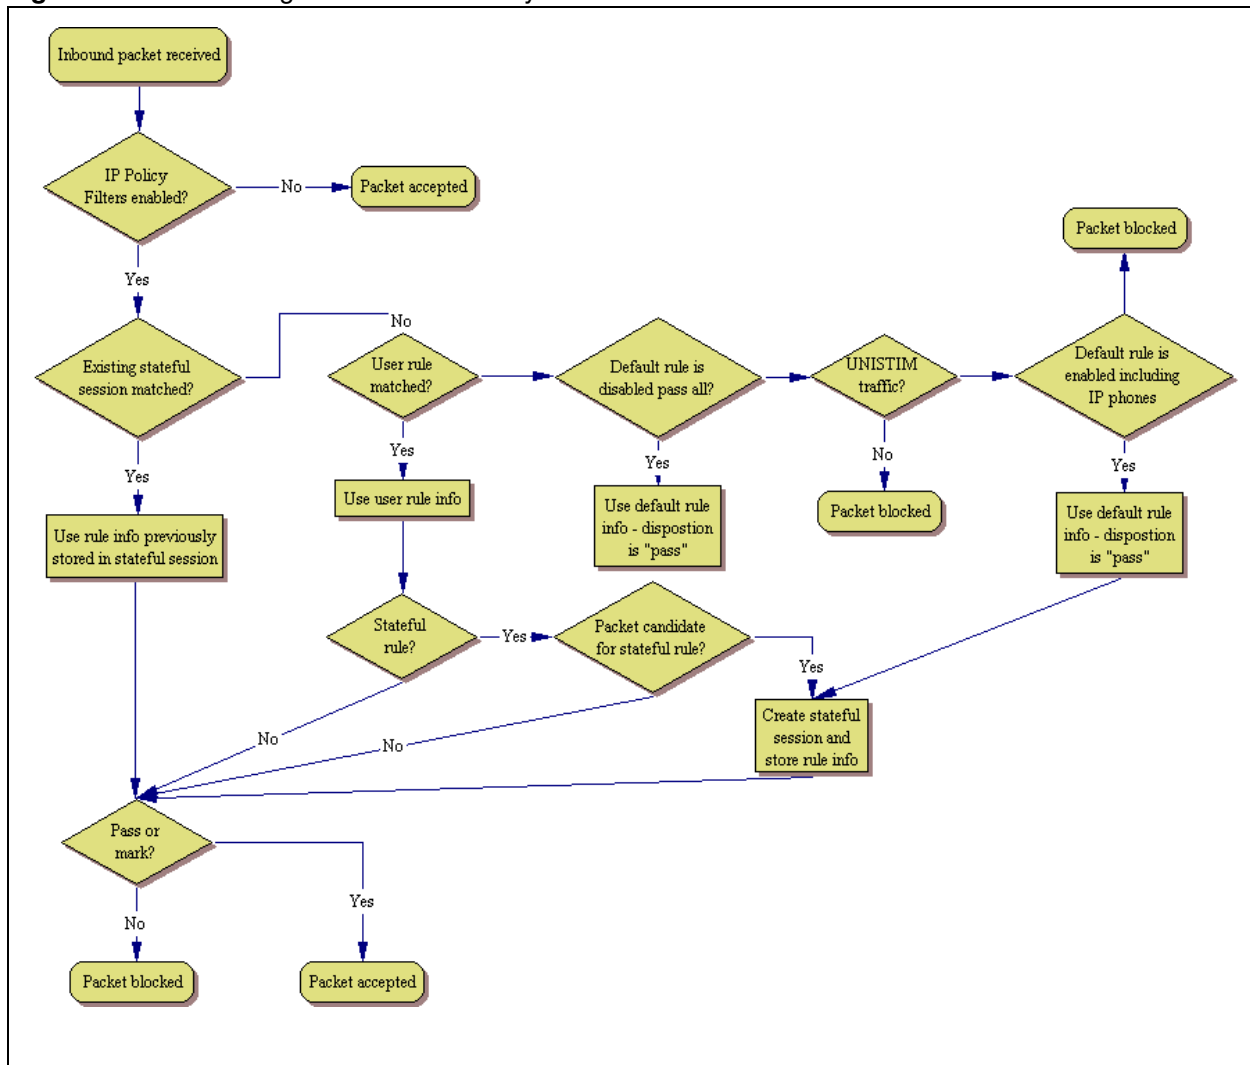 Inbound packet received
IP Policy
Filters enabled?
No
Packet accepted
Packet blocked
Yes
No
Existing stateful
session matched?
User rule
matched?
Default rule is
disabled pass all?
UNISTIM
traffic?
Default rule is
enabled including
IP phones
Yes
Yes
Yes
No
Yes
Use rule info previously
stored in stateful session
Use user rule info
Use default rule
info - dispostion
is "pass"
Packet blocked
Use default rule
info - dispostion
is "pass"
Stateful
rule?
Yes
Packet candidate
for stateful rule?
Yes
Create stateful
session and
store rule info
No
No
Pass or
mark?
No
Yes
Packet blocked
Packet accepted